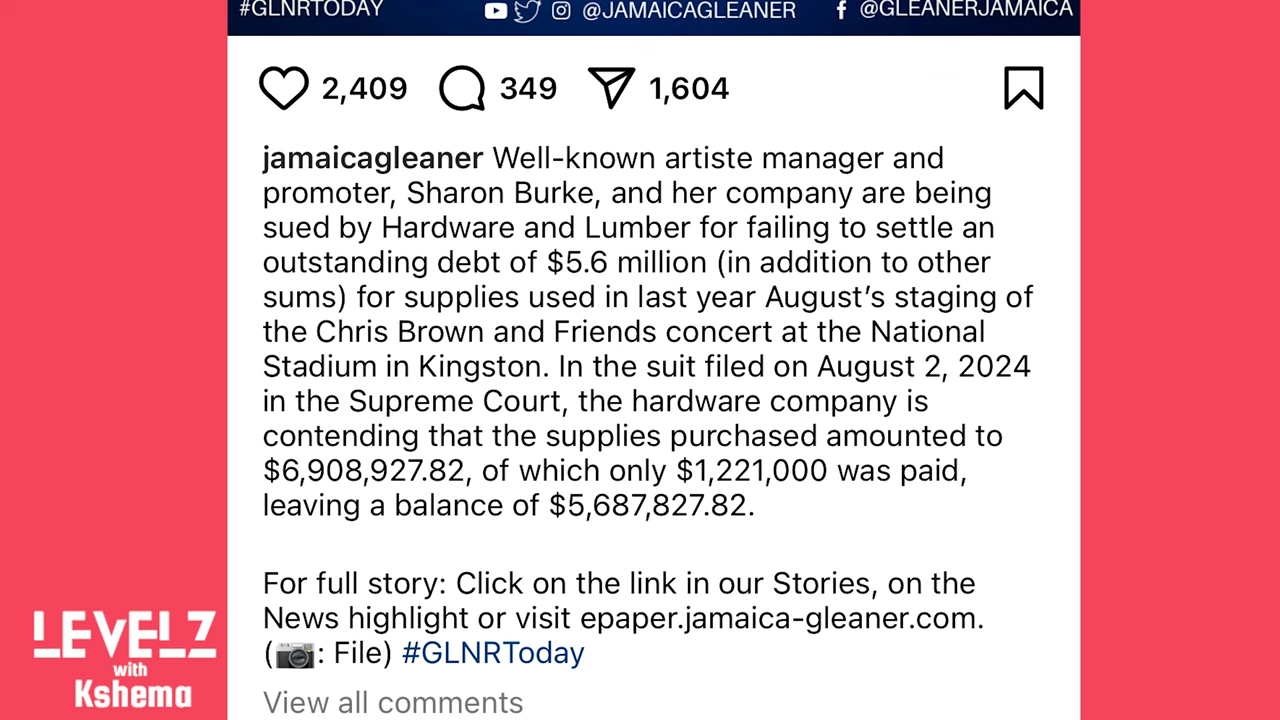 #GLNRTODAY @JAMAICAGLEANER @GLEANERJAMAICA
2,409 349 1,604
jamaicagleaner Well-known artiste manager and
promoter, Sharon Burke, and her company are being
sued by Hardware and Lumber for failing to settle an
outstanding debt of $5.6 million (in addition to other
sums) for supplies used in last year August’s staging of
the Chris Brown and Friends concert at the National
Stadium in Kingston. In the suit filed on August 2, 2024
in the Supreme Court, the hardware company is
contending that the supplies purchased amounted to
$6,908,927.82, of which only $1,221,000 was paid,
leaving a balance of $5,687,827.82.
For full story: Click on the link in our Stories, on the
News highlight or visit epaper.jamaica-gleaner.com.
(📷: File) #GLNRToday
View all comments
LEVELZ
with
Kshema